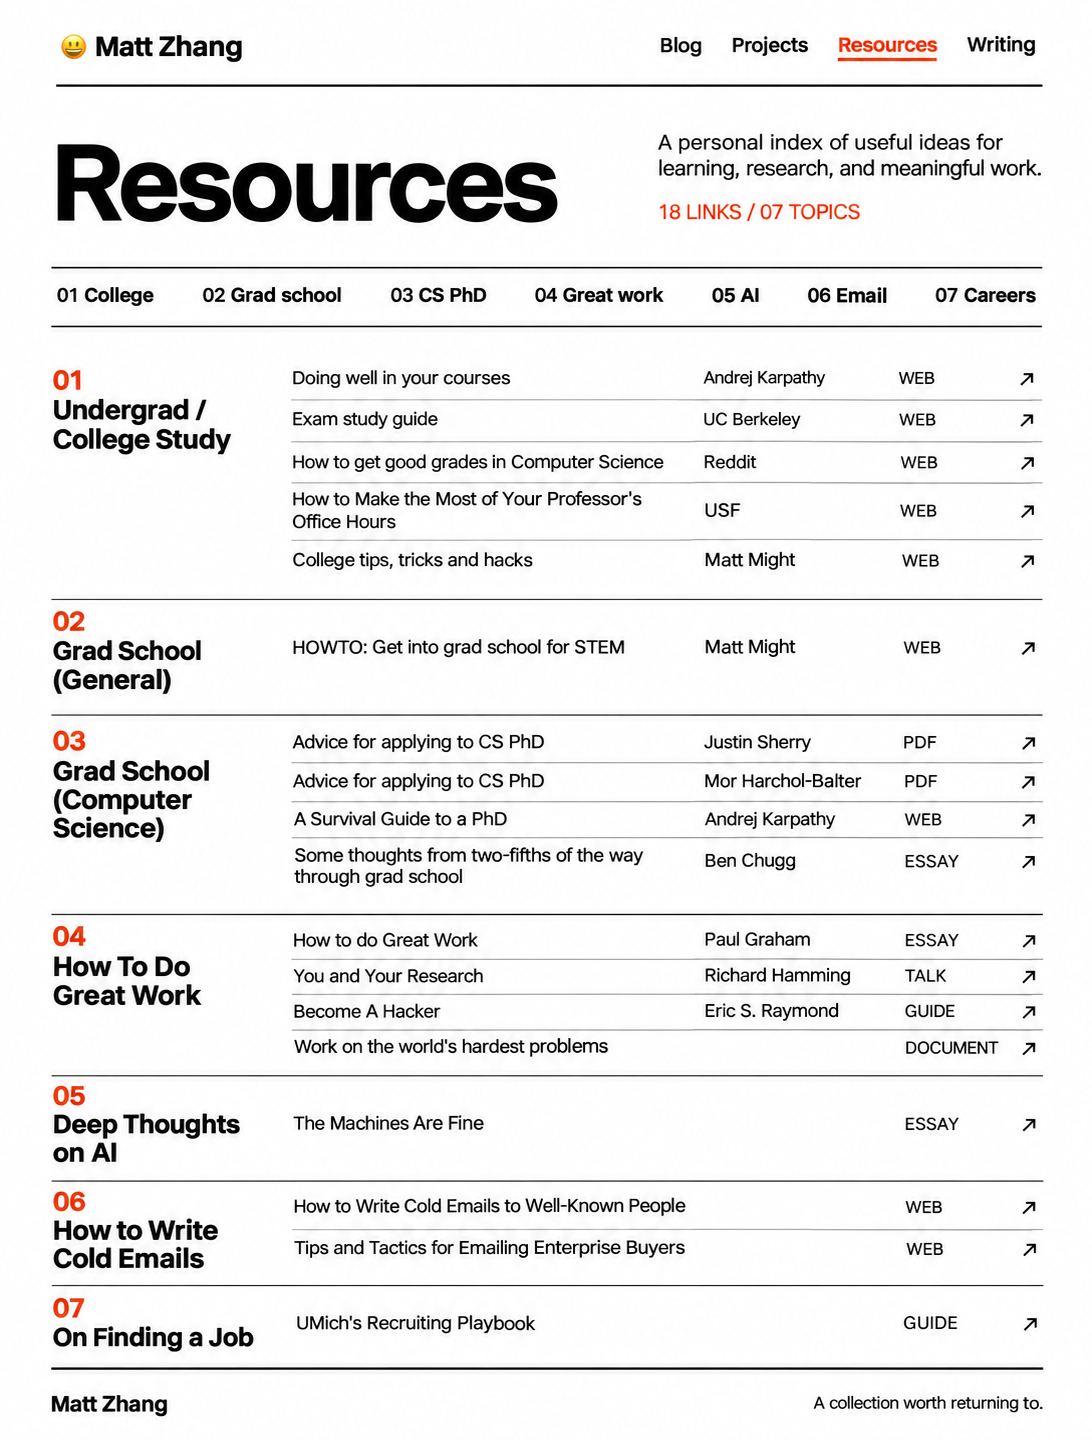 😀 Matt Zhang
Blog Projects Resources Writing
Resources
A personal index of useful ideas for
learning, research, and meaningful work.
18 LINKS / 07 TOPICS
01 College 02 Grad school 03 CS PhD 04 Great work 05 AI 06 Email 07 Careers
01
Undergrad /
College Study
Doing well in your courses Andrej Karpathy WEB ↗
Exam study guide UC Berkeley WEB ↗
How to get good grades in Computer Science Reddit WEB ↗
How to Make the Most of Your Professor's
Office Hours USF WEB ↗
College tips, tricks and hacks Matt Might WEB ↗
02
Grad School
(General)
HOWTO: Get into grad school for STEM Matt Might WEB ↗
03
Grad School
(Computer
Science)
Advice for applying to CS PhD Justin Sherry PDF ↗
Advice for applying to CS PhD Mor Harchol-Balter PDF ↗
A Survival Guide to a PhD Andrej Karpathy WEB ↗
Some thoughts from two-fifths of the way
through grad school Ben Chugg ESSAY ↗
04
How To Do
Great Work
How to do Great Work Paul Graham ESSAY ↗
You and Your Research Richard Hamming TALK ↗
Become A Hacker Eric S. Raymond GUIDE ↗
Work on the world's hardest problems DOCUMENT ↗
05
Deep Thoughts
on AI
The Machines Are Fine ESSAY ↗
06
How to Write
Cold Emails
How to Write Cold Emails to Well-Known People WEB ↗
Tips and Tactics for Emailing Enterprise Buyers WEB ↗
07
On Finding a Job
UMich's Recruiting Playbook GUIDE ↗
Matt Zhang
A collection worth returning to.